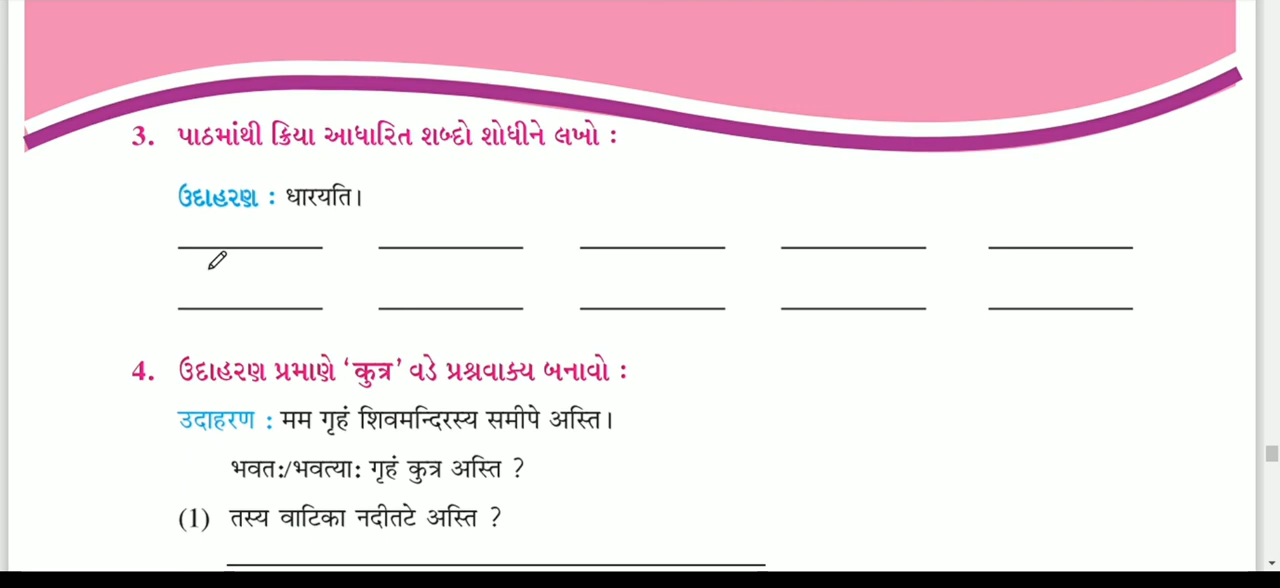 3. પાઠમાંથી ક્રિયા આધારિત શબ્દો શોધીને લખો :
ઉદાહરણ : धारयति।
4. ઉદાહરણ પ્રમાણે ‘कुत्र’ વડે પ્રશ્નવાક્ય બનાવો :
उदाहरण : मम गृहं शिवमन्दिरस्य समीपे अस्ति।
भवत:/भवत्या: गृहं कुत्र अस्ति ?
(1) तस्य वाटिका नदीतटे अस्ति ?